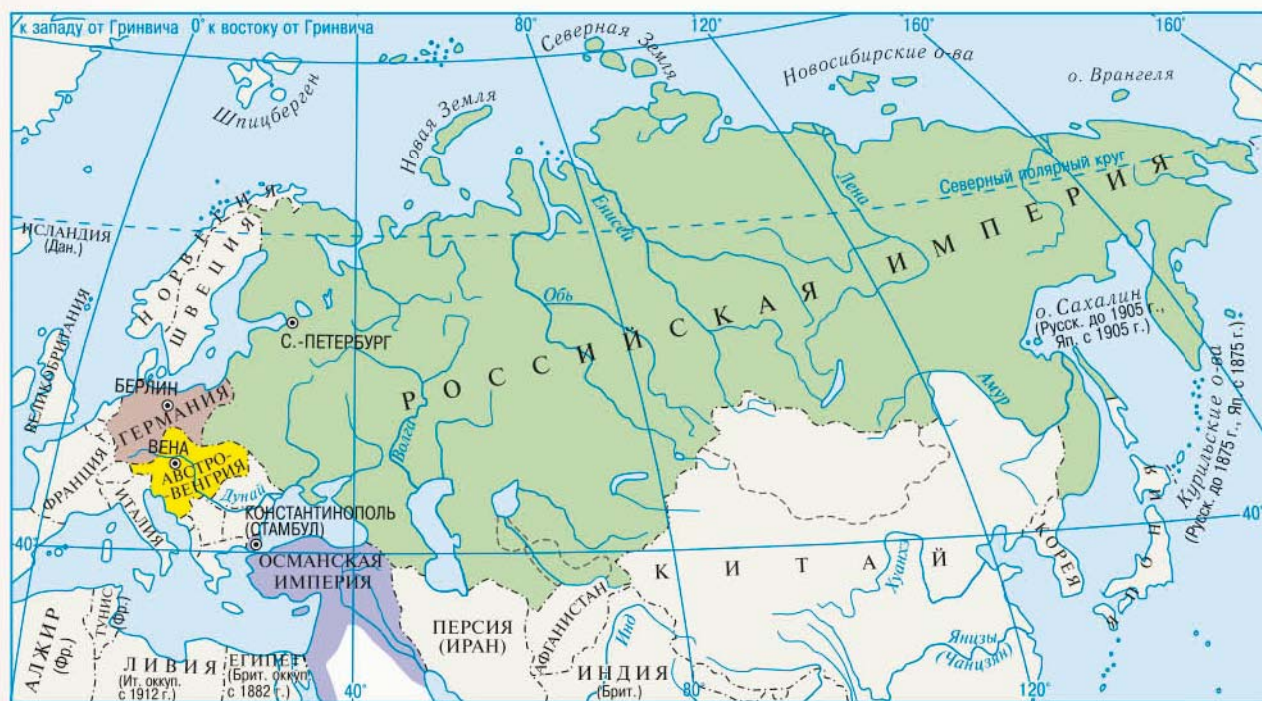 к западу от Гринвича
0° к востоку от Гринвича
80°
120°
160°
160°
Северная Земля
Новосибирские о-ва
о. Врангеля
Шпицберген
Новая Земля
Северный полярный круг
Лена
Енисей
Обь
ИСЛАНДИЯ
(Дан.)
НОРВЕГИЯ
ШВЕЦИЯ
РОССИЙСКАЯ ИМПЕРИЯ
о. Сахалин
(Русск. до 1905 г.,
Яп. с 1905 г.)
С.-ПЕТЕРБУРГ
ВЕЛИКОБРИТАНИЯ
БЕРЛИН
ГЕРМАНИЯ
Амур
Курильские о-ва
(Русск. до 1875 г., Яп. с 1875 г.)
Волга
ВЕНА
АВСТРО-
ВЕНГРИЯ
ФРАНЦИЯ
ИТАЛИЯ
Дунай
КОНСТАНТИНОПОЛЬ
(СТАМБУЛ)
40°
40°
ОСМАНСКАЯ
ИМПЕРИЯ
КИТАЙ
Хуанхэ
КОРЕЯ
ЯПОНИЯ
АЛЖИР
(Фр.)
ТУНИС
(Фр.)
ЛИВИЯ
(Ит. оккуп.
с 1912 г.)
ЕГИПЕТ
(Брит. оккуп.
с 1882 г.)
40°
ПЕРСИЯ
(ИРАН)
АФГАНИСТАН
Инд
ИНДИЯ
(Брит.)
80°
Янцзы
(Чанцзян)
120°